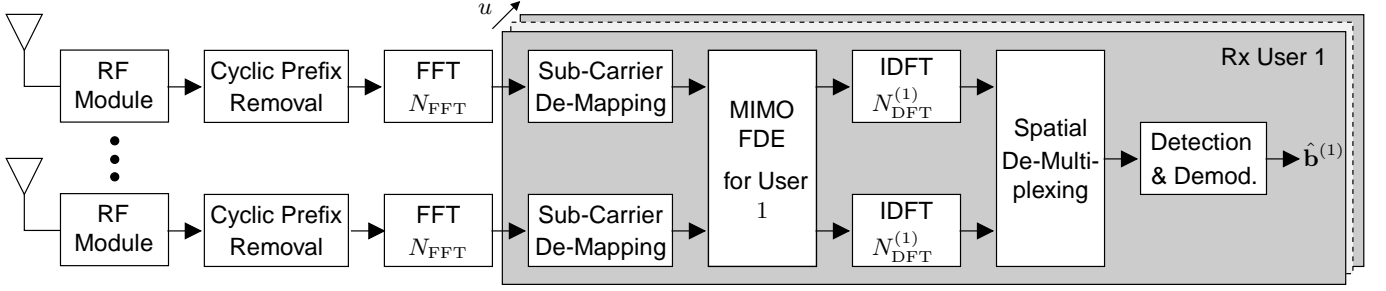 u
Rx User 1
RF
Module
Cyclic Prefix
Removal
FFT
N_FFT
Sub-Carrier
De-Mapping
MIMO
FDE
for User
1
IDFT
N_DFT^(1)
Spatial
De-Multi-
plexing
Detection
& Demod.
b̂^(1)
RF
Module
Cyclic Prefix
Removal
FFT
N_FFT
Sub-Carrier
De-Mapping
IDFT
N_DFT^(1)